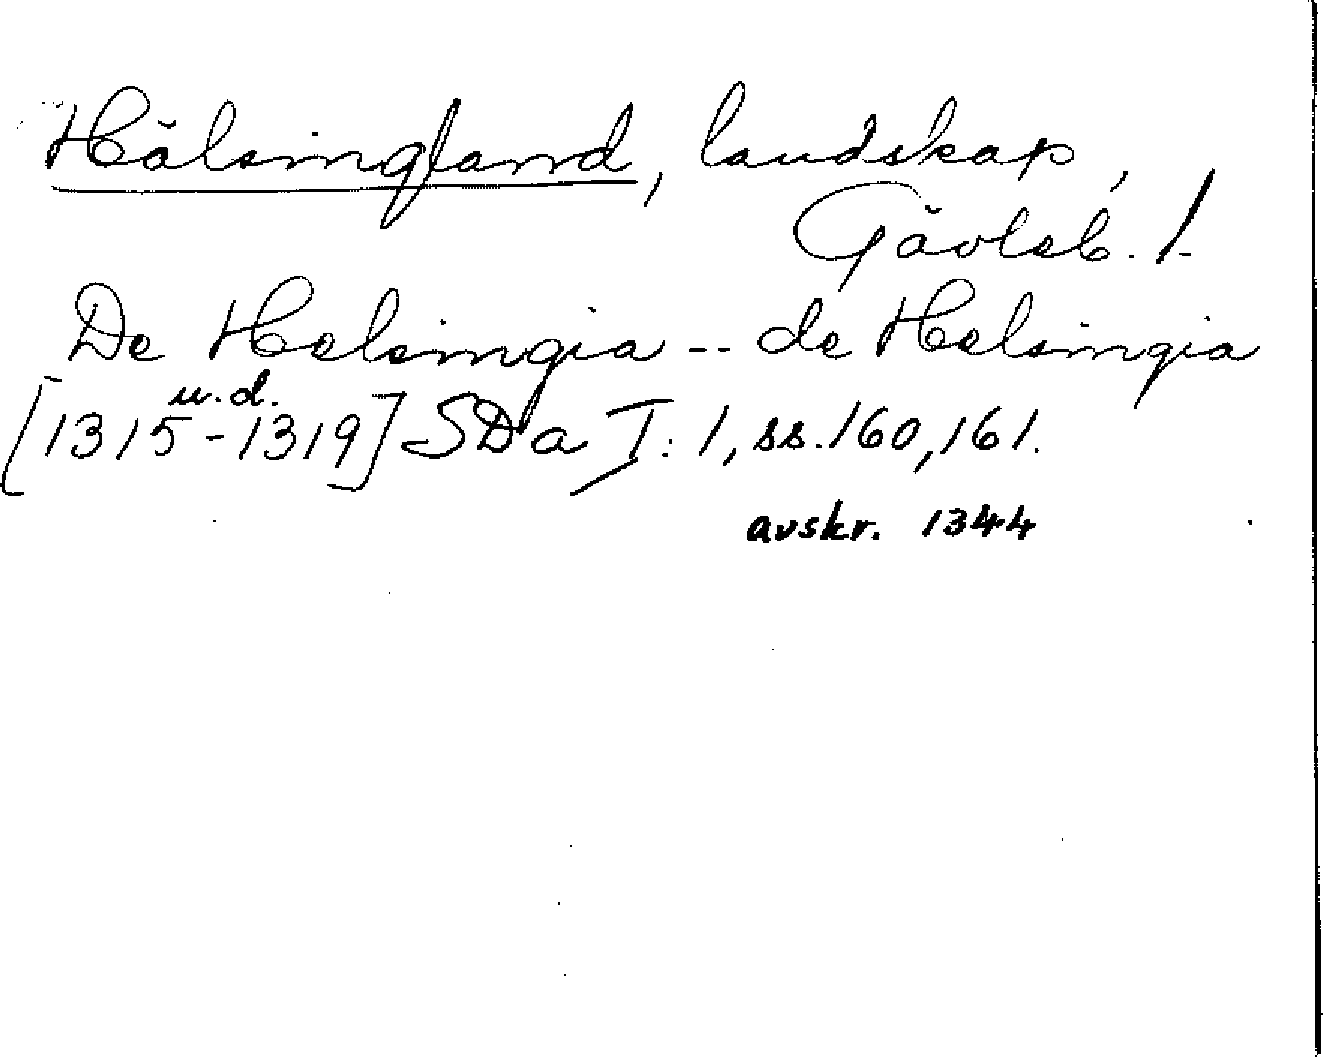 Hälsingland, landskap,
Gävleb. l.
De Helsingia -- de Helsingia
u.d.
[1315-1319] SDa I: 1, ss. 160, 161.
avskr. 1344